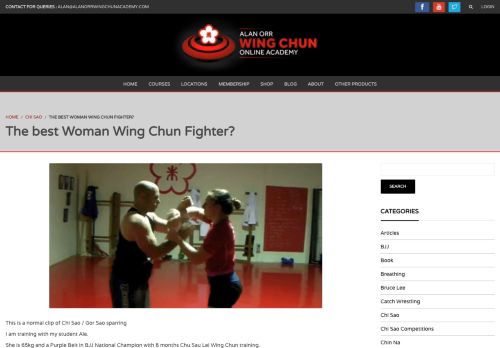 CONTACT FOR QUERIES : ALAN@ALANORRWINGCHUNACADEMY.COM
LOGIN
ALAN ORR
WING CHUN
ONLINE ACADEMY
HOME COURSES LOCATIONS MEMBERSHIP SHOP BLOG ABOUT OTHER PRODUCTS
HOME / CHI SAO / THE BEST WOMAN WING CHUN FIGHTER?
The best Woman Wing Chun Fighter?
SEARCH
CATEGORIES
Articles
BJJ
Book
Breathing
Bruce Lee
Catch Wrestling
Chi Sao
Chi Sao Competitions
Chin Na
This is a normal clip of Chi Sao / Gor Sao sparring
I am training with my student Ale.
She is 65kg and a Purple Belt in BJJ National Champion with 8 months Chu Sau Lei Wing Chun training.